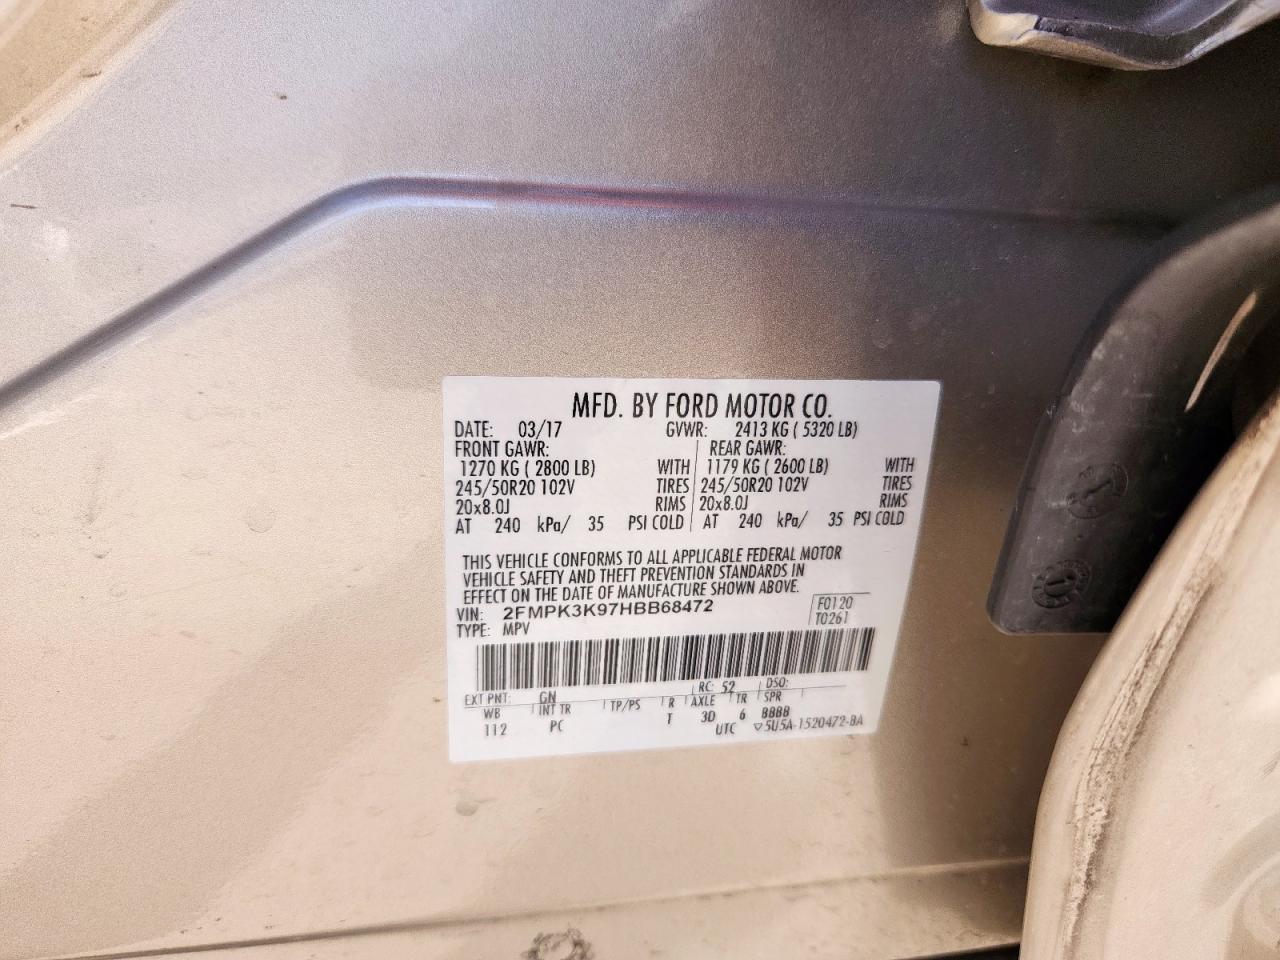 MFD. BY FORD MOTOR CO.
DATE: 03/17 GVWR: 2413 KG ( 5320 LB)
FRONT GAWR: REAR GAWR:
1270 KG ( 2800 LB) WITH 1179 KG ( 2600 LB) WITH
245/50R20 102V TIRES 245/50R20 102V TIRES
20x8.0J RIMS 20x8.0J RIMS
AT 240 kPa/ 35 PSI COLD AT 240 kPa/ 35 PSI COLD
THIS VEHICLE CONFORMS TO ALL APPLICABLE FEDERAL MOTOR
VEHICLE SAFETY AND THEFT PREVENTION STANDARDS IN
EFFECT ON THE DATE OF MANUFACTURE SHOWN ABOVE.
VIN: 2FMPK3K97HBB68472 F0120
TYPE: MPV T0261
EXT PNT: GN RC: 52 DSO:
WB INT TR TP/PS R AXLE TR SPR
112 PC T 3D 6 BBBB
UTC ▽5U5A-1520472-BA